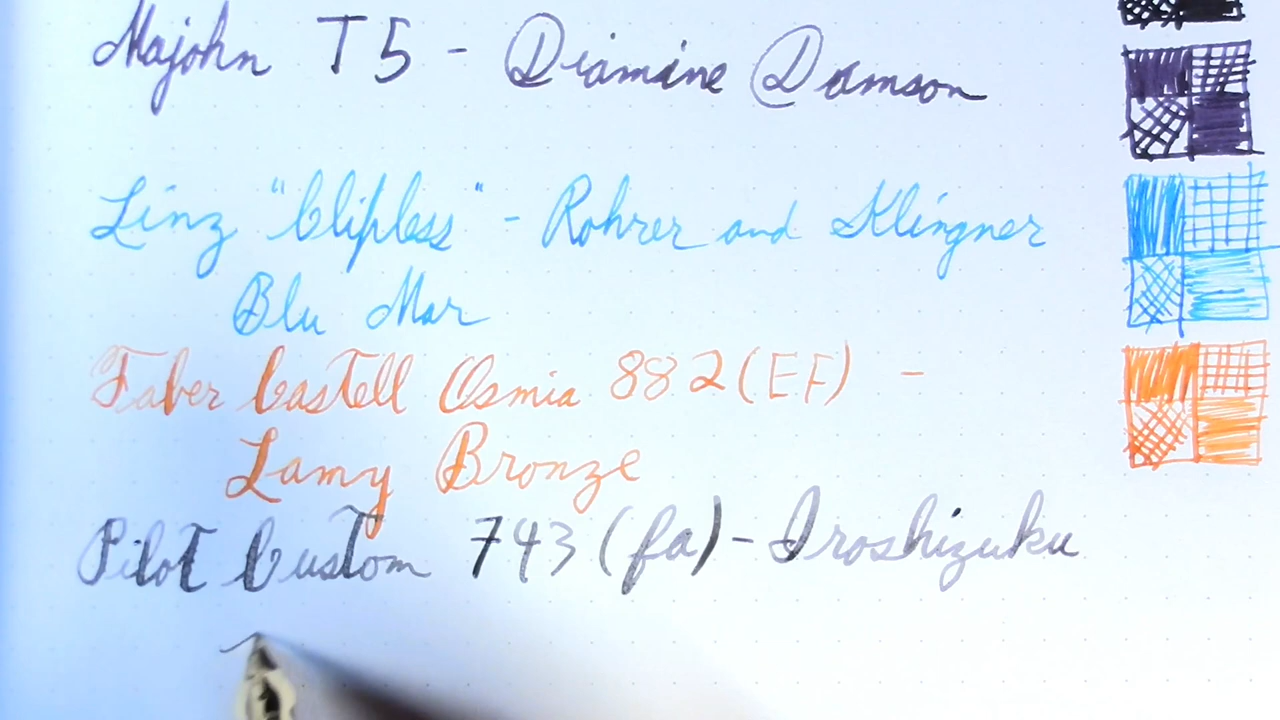 Majohn T5 - Diamine Damson
Linz "Clipless" - Rohrer and Klingner
Blu Mar
Faber Castell Osmia 882 (EF) -
Lamy Bronze
Pilot Custom 743 (fa) - Iroshizuku